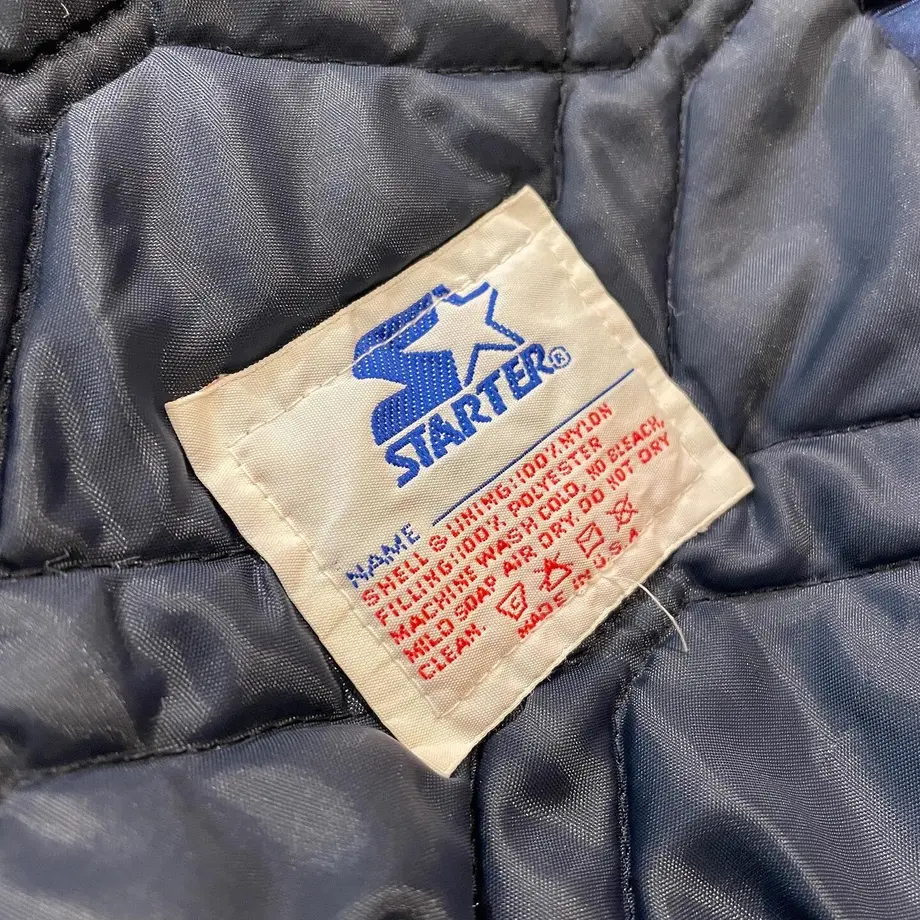 STARTER®
NAME
SHELL & LINING:100%NYLON
FILLING:100% POLYESTER
MACHINE WASH COLD, NO BLEACH,
MILD SOAP AIR DRY. DO NOT DRY
CLEAN.
MADE IN U.S.A.